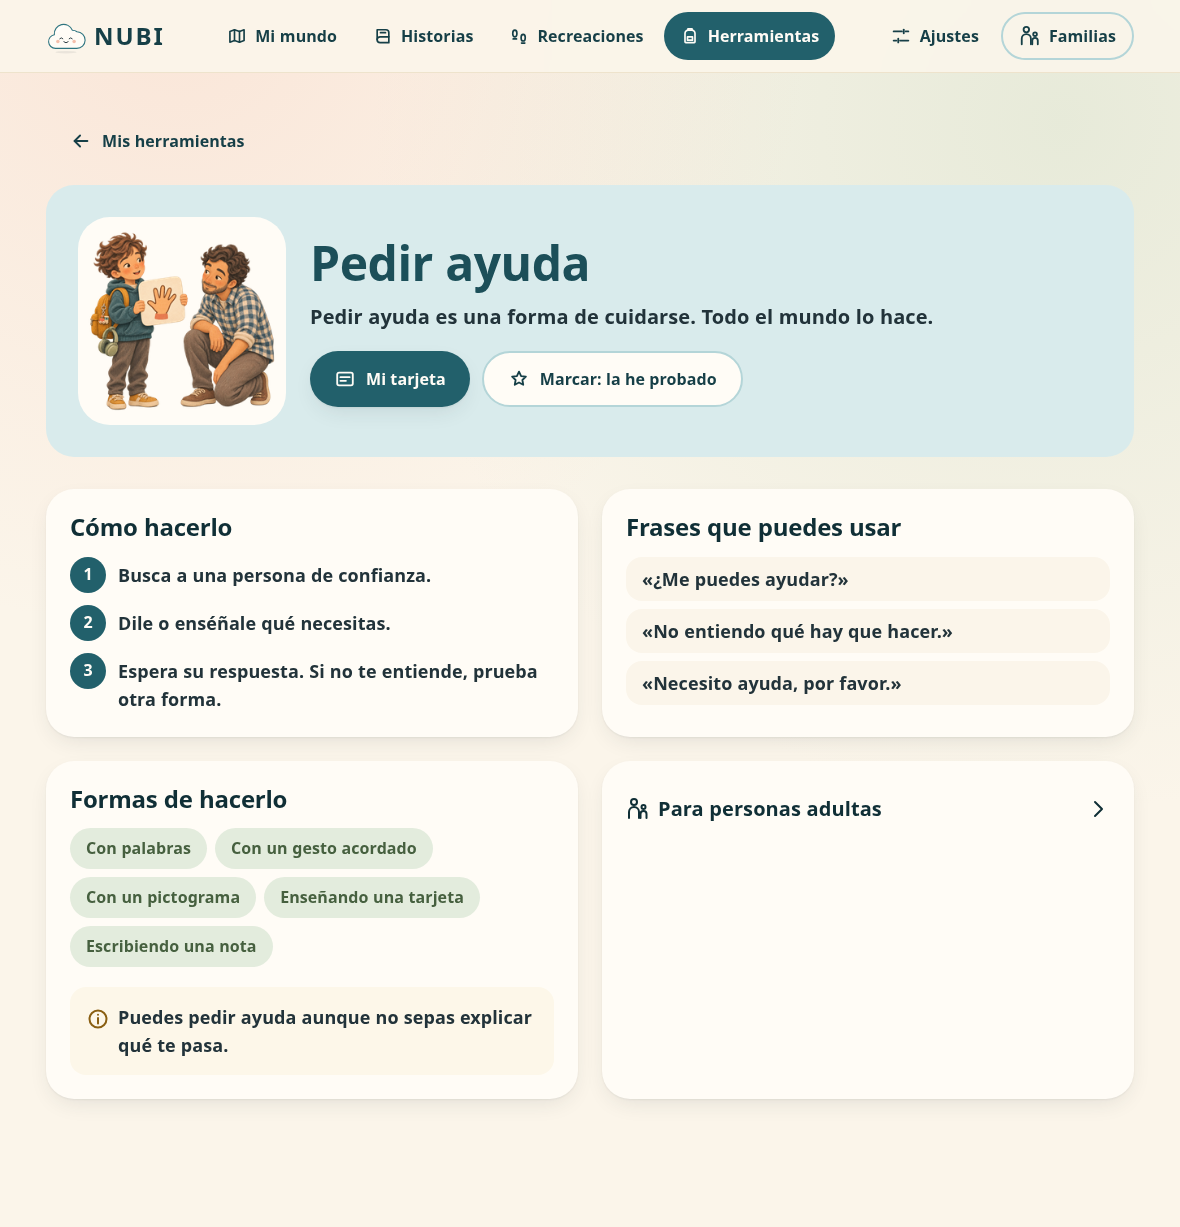 NUBI
Mi mundo
Historias
Recreaciones
Herramientas
Ajustes
Familias
Mis herramientas
Pedir ayuda
Pedir ayuda es una forma de cuidarse. Todo el mundo lo hace.
Mi tarjeta
Marcar: la he probado
Cómo hacerlo
1 Busca a una persona de confianza.
2 Dile o enséñale qué necesitas.
3 Espera su respuesta. Si no te entiende, prueba
otra forma.
Frases que puedes usar
«¿Me puedes ayudar?»
«No entiendo qué hay que hacer.»
«Necesito ayuda, por favor.»
Formas de hacerlo
Con palabras
Con un gesto acordado
Con un pictograma
Enseñando una tarjeta
Escribiendo una nota
Puedes pedir ayuda aunque no sepas explicar
qué te pasa.
Para personas adultas